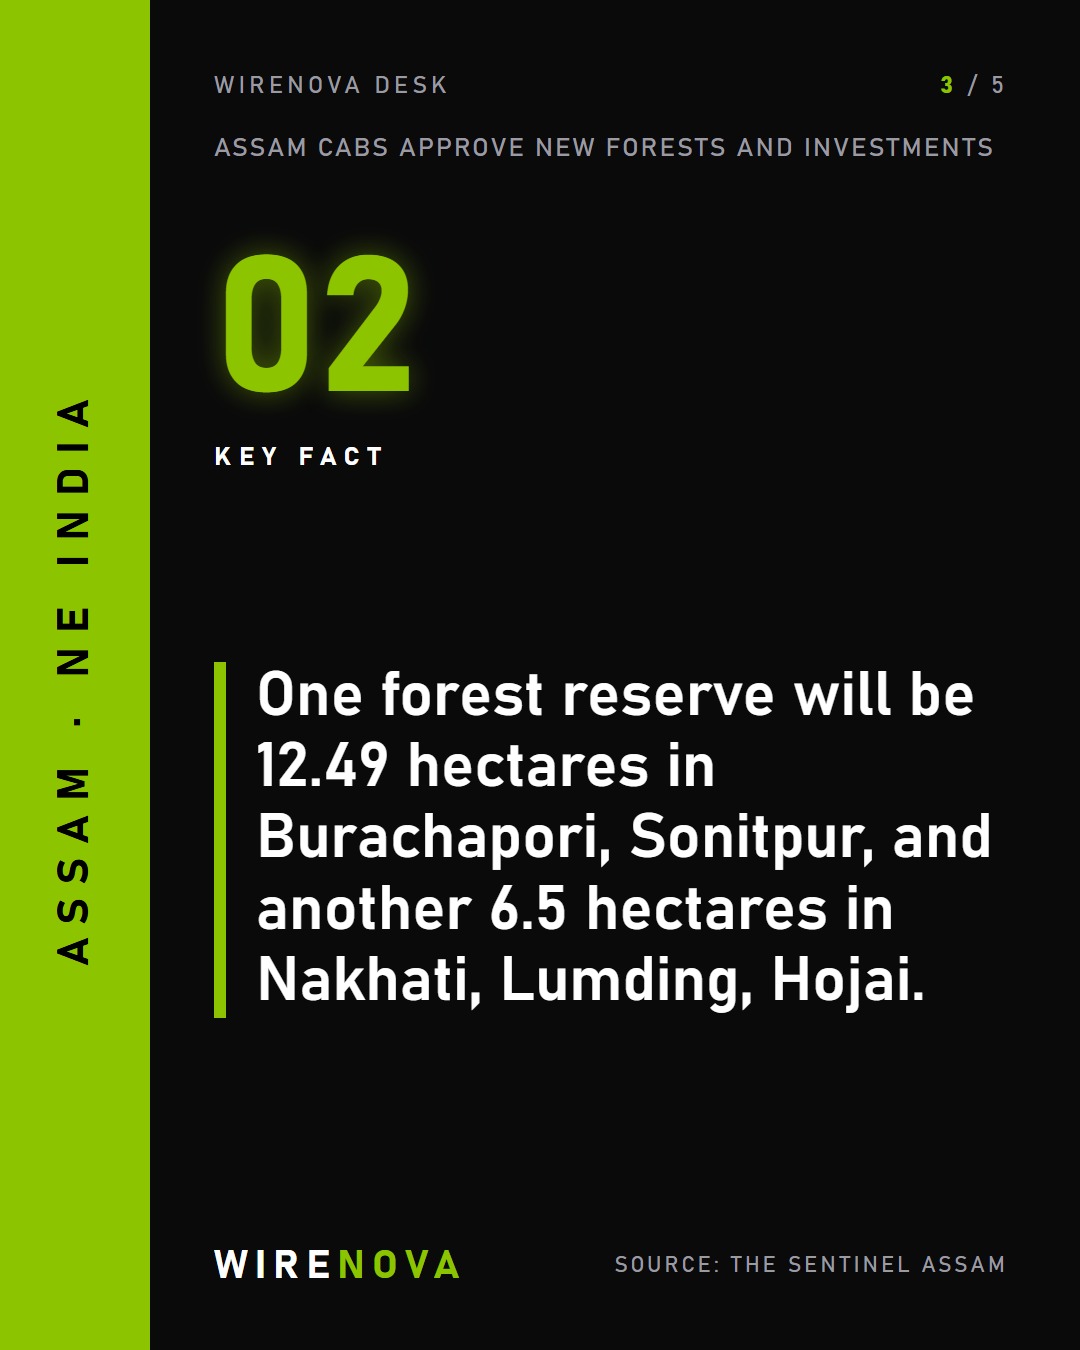 ASSAM · NE INDIA
WIRENOVA DESK
3 / 5
ASSAM CABS APPROVE NEW FORESTS AND INVESTMENTS
02
KEY FACT
One forest reserve will be
12.49 hectares in
Burachapori, Sonitpur, and
another 6.5 hectares in
Nakhati, Lumding, Hojai.
WIRENOVA
SOURCE: THE SENTINEL ASSAM